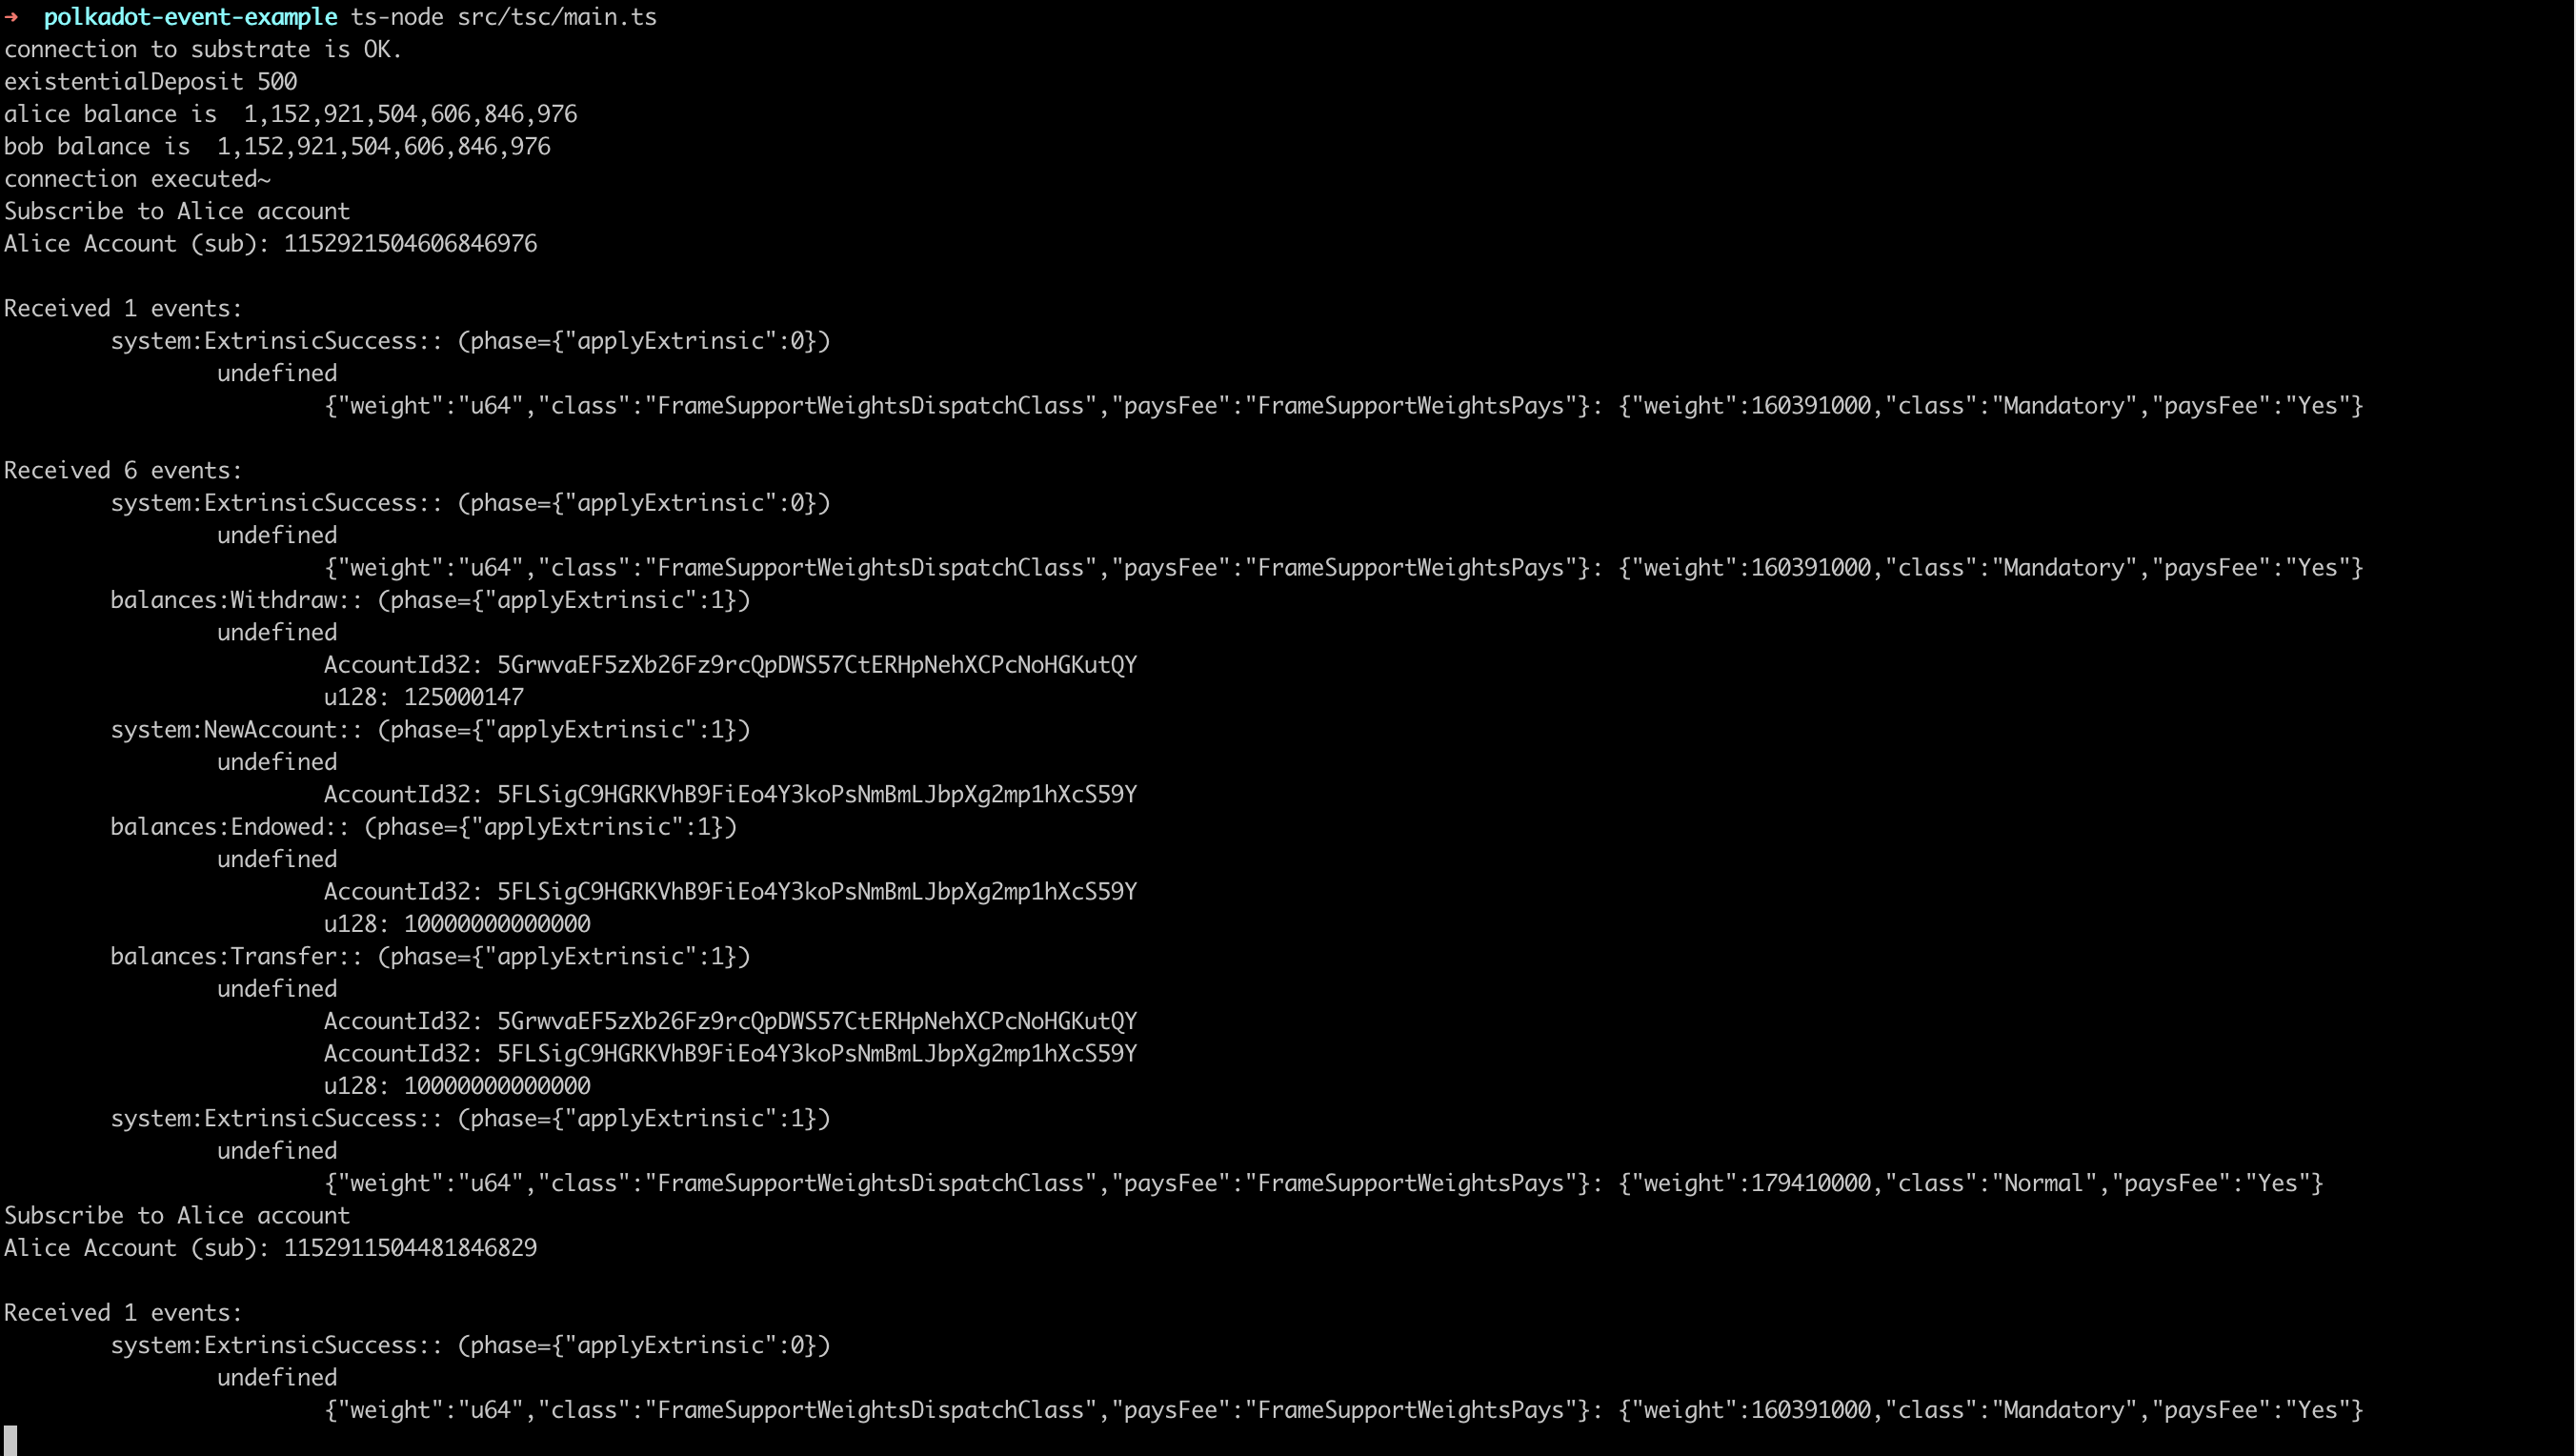 ➜  polkadot-event-example ts-node src/tsc/main.ts
connection to substrate is OK.
existentialDeposit 500
alice balance is  1,152,921,504,606,846,976
bob balance is  1,152,921,504,606,846,976
connection executed~
Subscribe to Alice account
Alice Account (sub): 1152921504606846976

Received 1 events:
        system:ExtrinsicSuccess:: (phase={"applyExtrinsic":0})
                undefined
                        {"weight":"u64","class":"FrameSupportWeightsDispatchClass","paysFee":"FrameSupportWeightsPays"}: {"weight":160391000,"class":"Mandatory","paysFee":"Yes"}

Received 6 events:
        system:ExtrinsicSuccess:: (phase={"applyExtrinsic":0})
                undefined
                        {"weight":"u64","class":"FrameSupportWeightsDispatchClass","paysFee":"FrameSupportWeightsPays"}: {"weight":160391000,"class":"Mandatory","paysFee":"Yes"}
        balances:Withdraw:: (phase={"applyExtrinsic":1})
                undefined
                        AccountId32: 5GrwvaEF5zXb26Fz9rcQpDWS57CtERHpNehXCPcNoHGKutQY
                        u128: 125000147
        system:NewAccount:: (phase={"applyExtrinsic":1})
                undefined
                        AccountId32: 5FLSigC9HGRKVhB9FiEo4Y3koPsNmBmLJbpXg2mp1hXcS59Y
        balances:Endowed:: (phase={"applyExtrinsic":1})
                undefined
                        AccountId32: 5FLSigC9HGRKVhB9FiEo4Y3koPsNmBmLJbpXg2mp1hXcS59Y
                        u128: 10000000000000
        balances:Transfer:: (phase={"applyExtrinsic":1})
                undefined
                        AccountId32: 5GrwvaEF5zXb26Fz9rcQpDWS57CtERHpNehXCPcNoHGKutQY
                        AccountId32: 5FLSigC9HGRKVhB9FiEo4Y3koPsNmBmLJbpXg2mp1hXcS59Y
                        u128: 10000000000000
        system:ExtrinsicSuccess:: (phase={"applyExtrinsic":1})
                undefined
                        {"weight":"u64","class":"FrameSupportWeightsDispatchClass","paysFee":"FrameSupportWeightsPays"}: {"weight":179410000,"class":"Normal","paysFee":"Yes"}
Subscribe to Alice account
Alice Account (sub): 1152911504481846829

Received 1 events:
        system:ExtrinsicSuccess:: (phase={"applyExtrinsic":0})
                undefined
                        {"weight":"u64","class":"FrameSupportWeightsDispatchClass","paysFee":"FrameSupportWeightsPays"}: {"weight":160391000,"class":"Mandatory","paysFee":"Yes"}